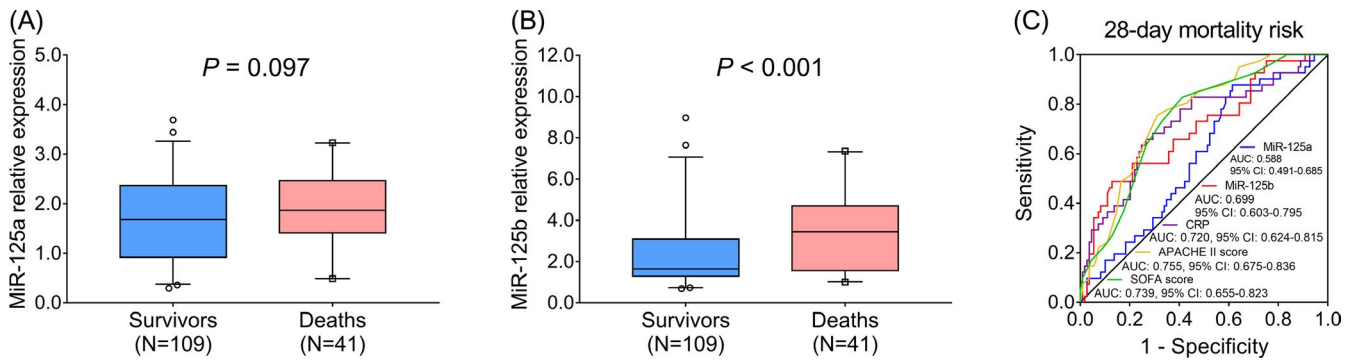 (A)
MiR-125a relative expression
5.0
4.0
3.0
2.0
1.0
0.0
P = 0.097
Survivors
(N=109)
Deaths
(N=41)
(B)
MiR-125b relative expression
12.0
10.0
8.0
6.0
4.0
2.0
0.0
P < 0.001
Survivors
(N=109)
Deaths
(N=41)
(C)
28-day mortality risk
Sensitivity
1.0
0.8
0.6
0.4
0.2
0.0
MiR-125a
AUC: 0.588
95% CI: 0.491-0.685
MiR-125b
AUC: 0.699
95% CI: 0.603-0.795
CRP
AUC: 0.720, 95% CI: 0.624-0.815
APACHE II score
AUC: 0.755, 95% CI: 0.675-0.836
SOFA score
AUC: 0.739, 95% CI: 0.655-0.823
0.0 0.2 0.4 0.6 0.8 1.0
1 - Specificity